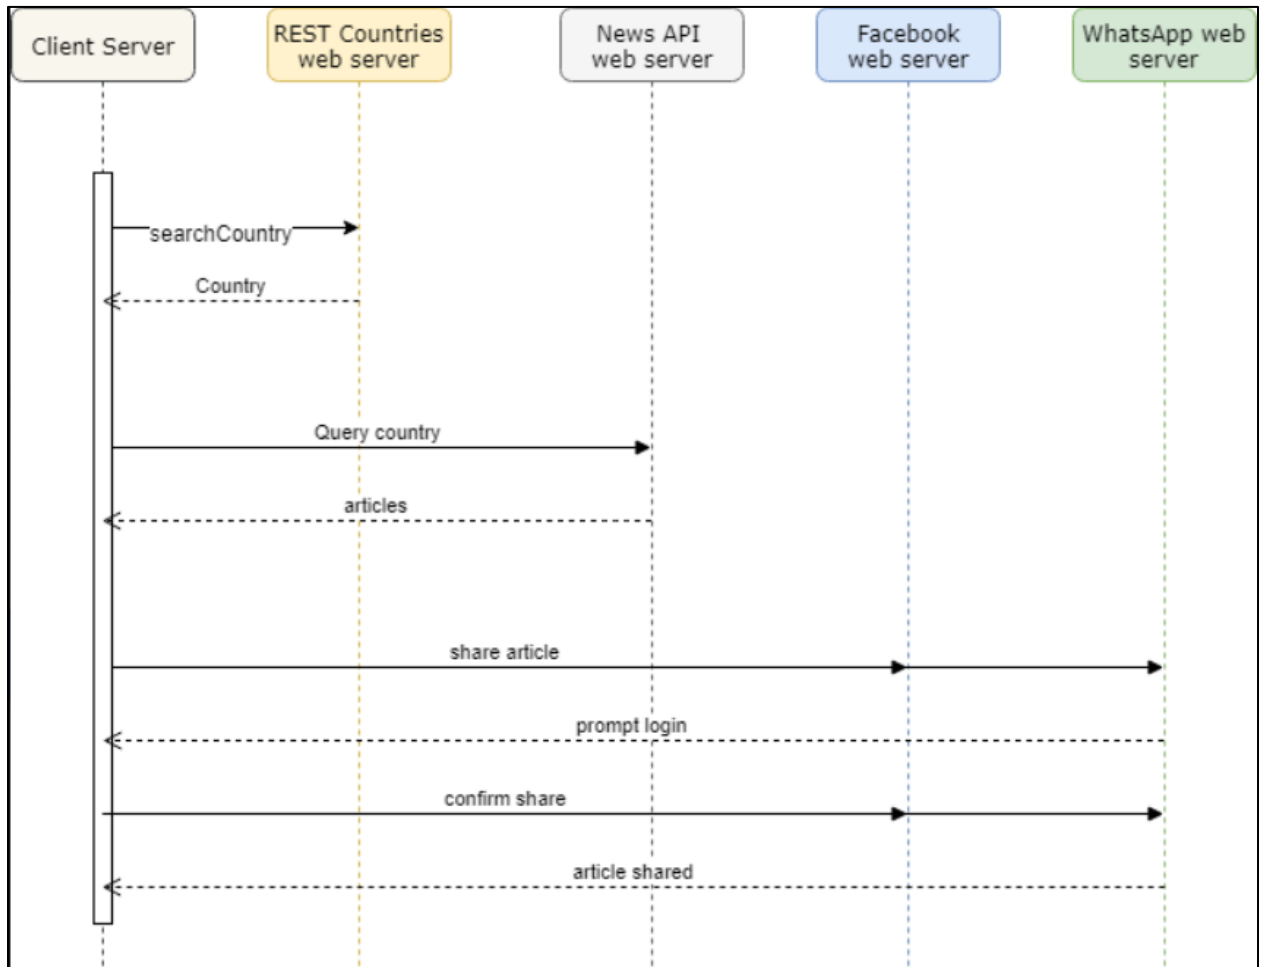 Client Server
REST Countries
web server
News API
web server
Facebook
web server
WhatsApp web
server
searchCountry
Country
Query country
articles
share article
prompt login
confirm share
article shared